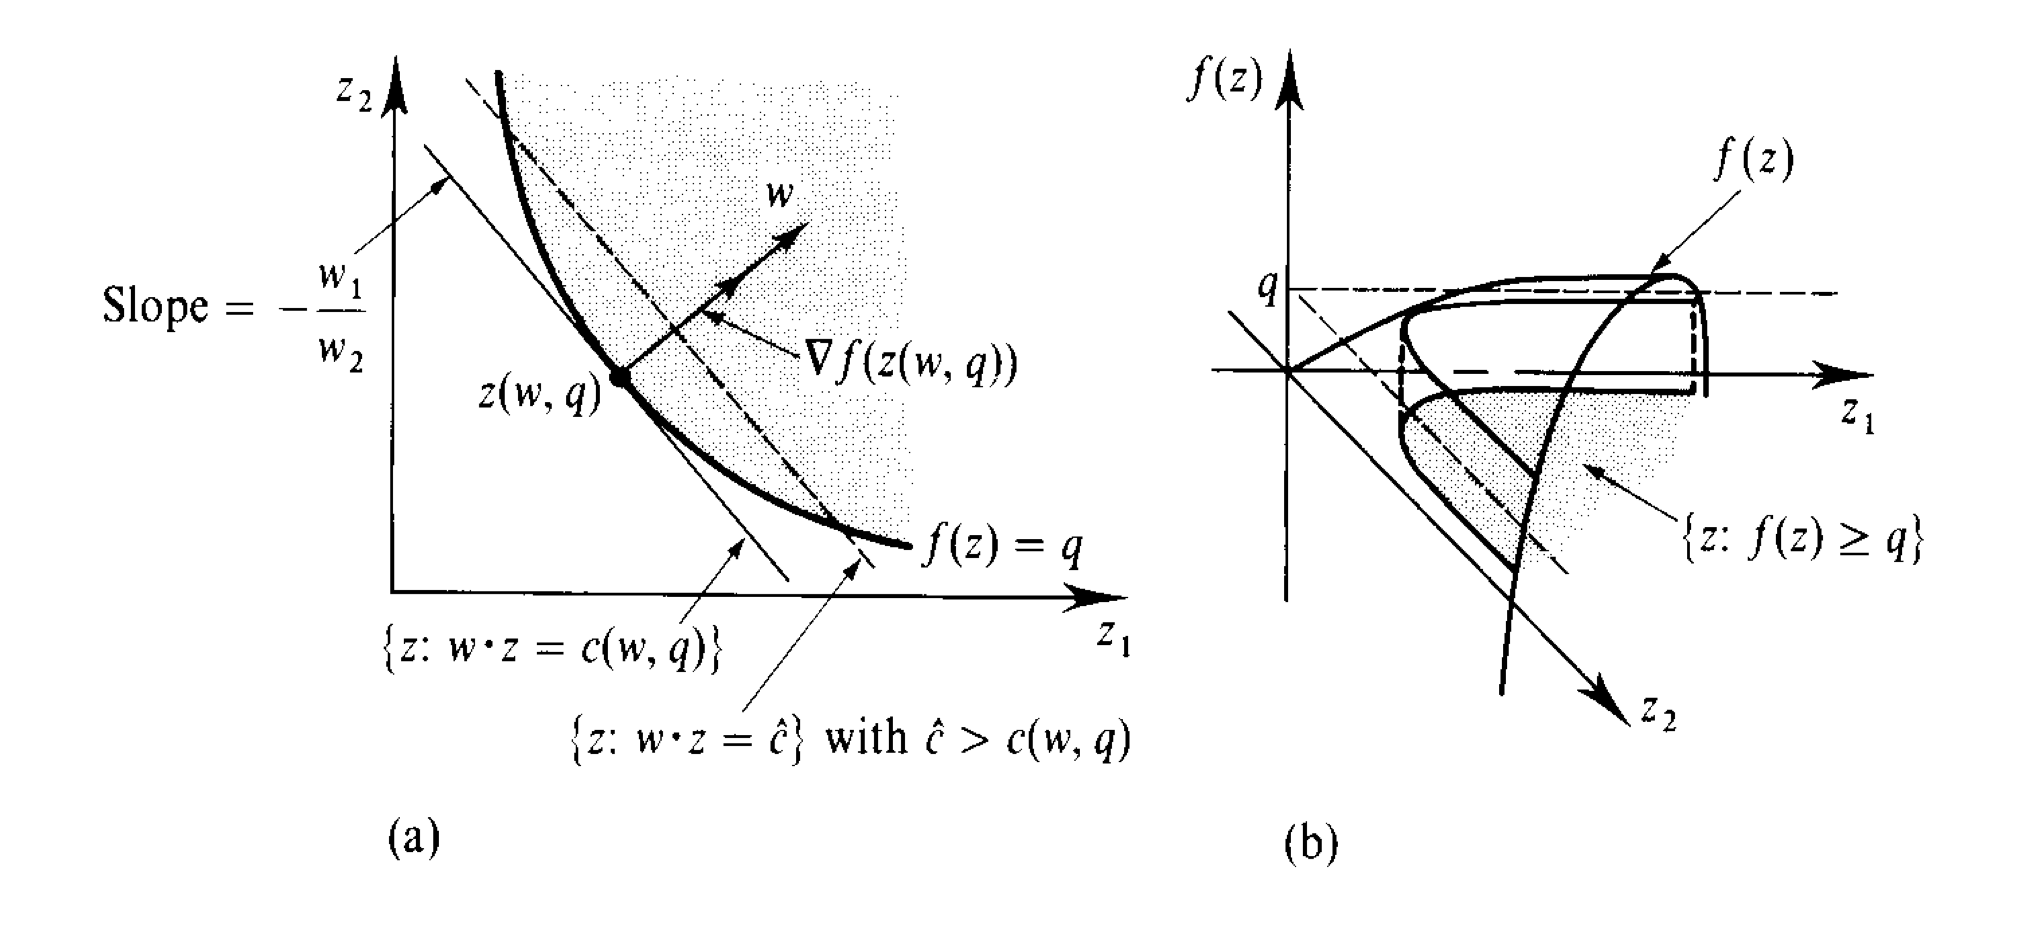 z₂
w
Slope = − w₁/w₂
∇f(z(w, q))
z(w, q)
f(z) = q
z₁
{z: w·z = c(w, q)}
{z: w·z = ĉ} with ĉ > c(w, q)
(a)
f(z)
f(z)
q
z₁
{z: f(z) ≥ q}
z₂
(b)